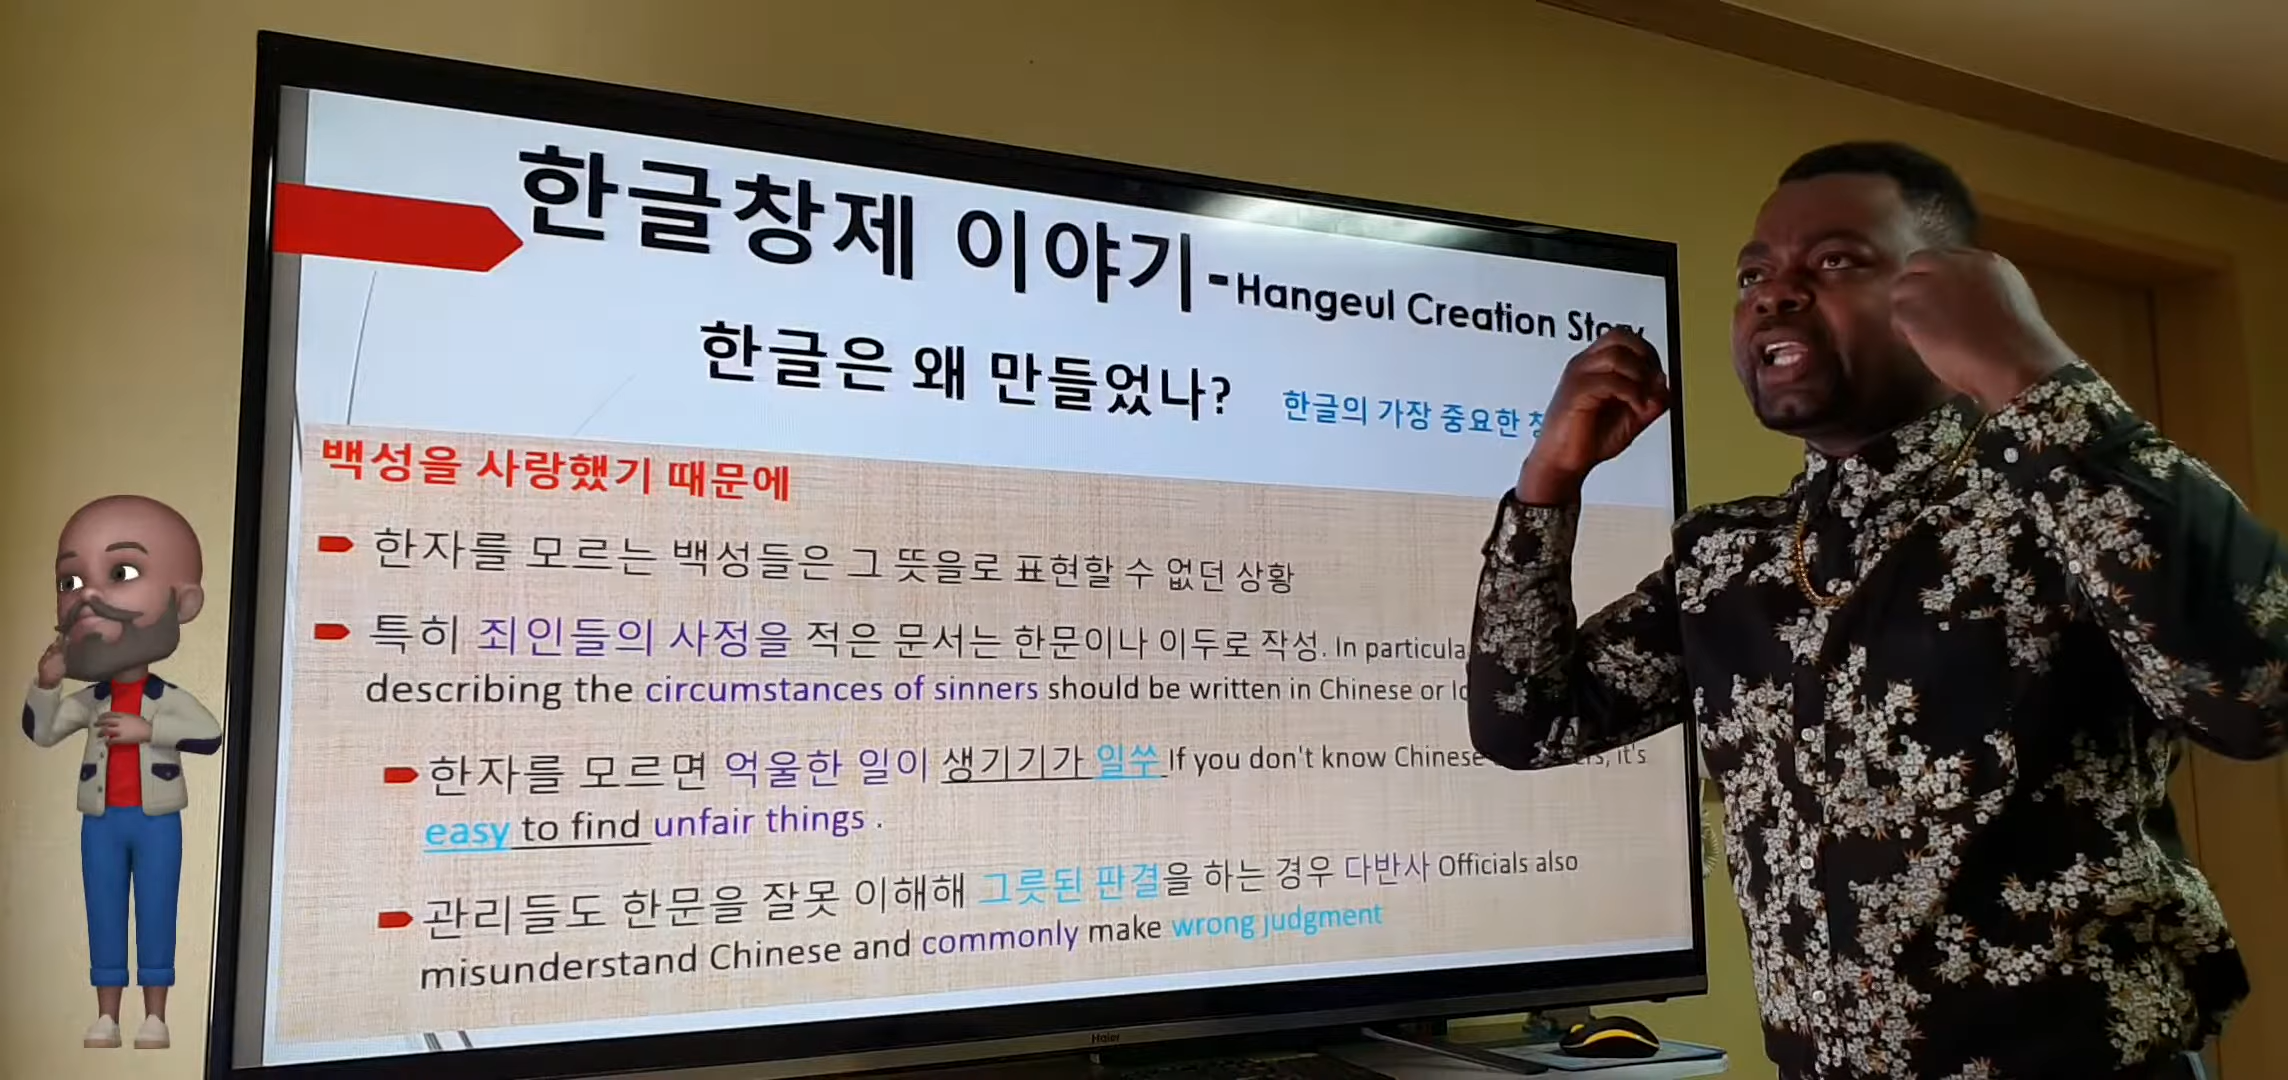 한글창제 이야기-Hangeul Creation Story
한글은 왜 만들었나? 한글의 가장 중요한
백성을 사랑했기 때문에
한자를 모르는 백성들은 그 뜻을로 표현할 수 없던 상황
특히 죄인들의 사정을 적은 문서는 한문이나 이두로 작성. In particula
describing the circumstances of sinners should be written in Chinese or
한자를 모르면 억울한 일이 생기기가 일쑤 If you don't know Chinese it's
easy to find unfair things .
관리들도 한문을 잘못 이해해 그릇된 판결을 하는 경우 다반사 Officials also
misunderstand Chinese and commonly make wrong judgment
Haier